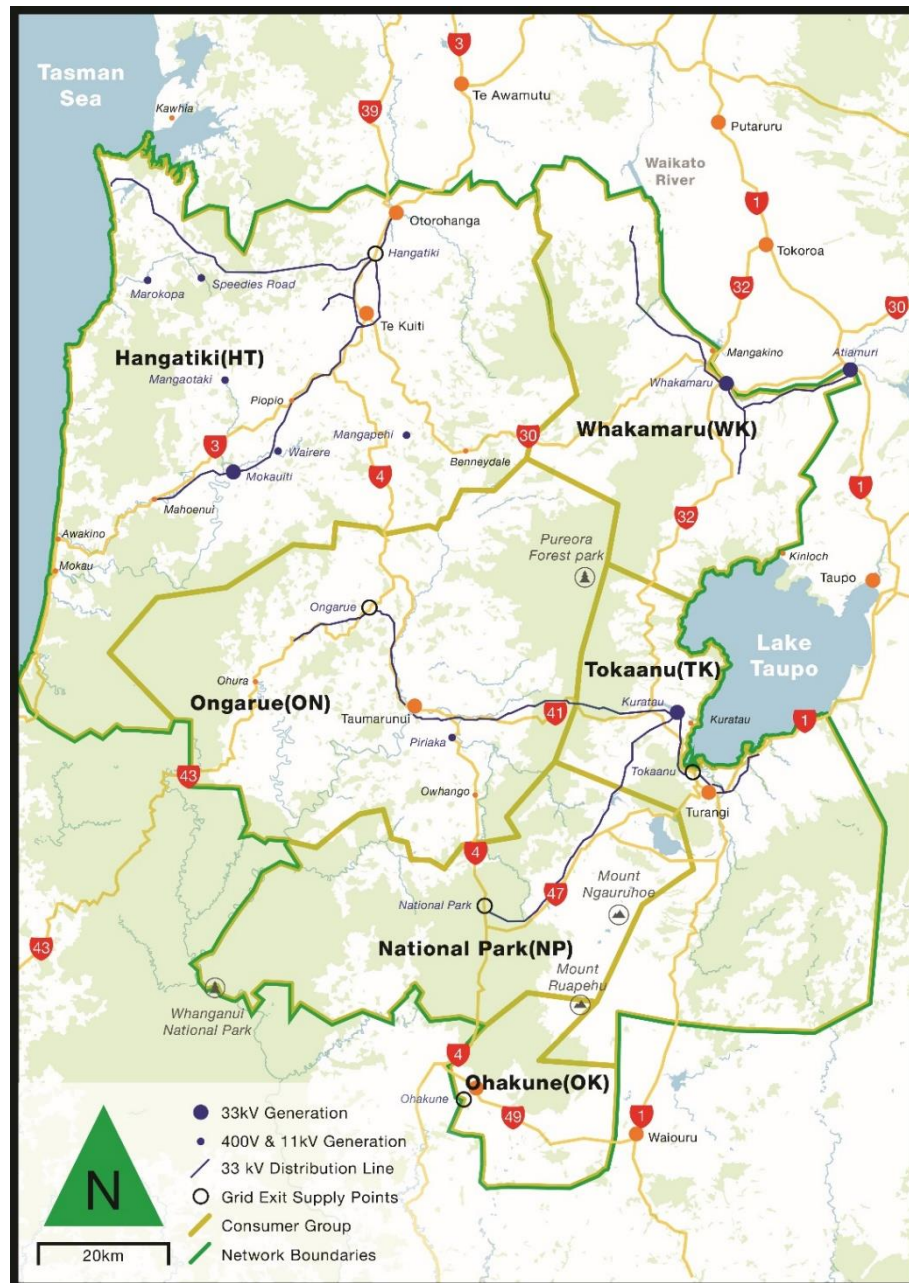 Tasman
Sea
Kawhia
39
3
Te Awamutu
Putaruru
Waikato
River
1
Tokoroa
Otorohanga
Hangatiki
32
30
Marokopa
Speedies Road
Te Kuiti
Mangakino
Atiamuri
Hangatiki(HT)
Mangaotaki
Whakamaru
Piopio
Whakamaru(WK)
3
Wairere
Mangapehi
30
Benneydale
Mokauiti
4
1
Mahoenui
32
Awakino
Mokau
Pureora
Forest park
Kinloch
Taupo
Ongarue
Lake
Taupo
Ohura
Ongarue(ON)
Tokaanu(TK)
Taumarunui
41
Kuratau
Kuratau
1
Piriaka
43
Tokaanu
Owhango
Turangi
4
Mount
Ngauruhoe
47
National Park
43
National Park(NP)
Mount
Ruapehu
Whanganui
National Park
4
Ohakune(OK)
Ohakune
49
1
Waiouru
33kV Generation
400V & 11kV Generation
33 kV Distribution Line
Grid Exit Supply Points
Consumer Group
Network Boundaries
N
20km